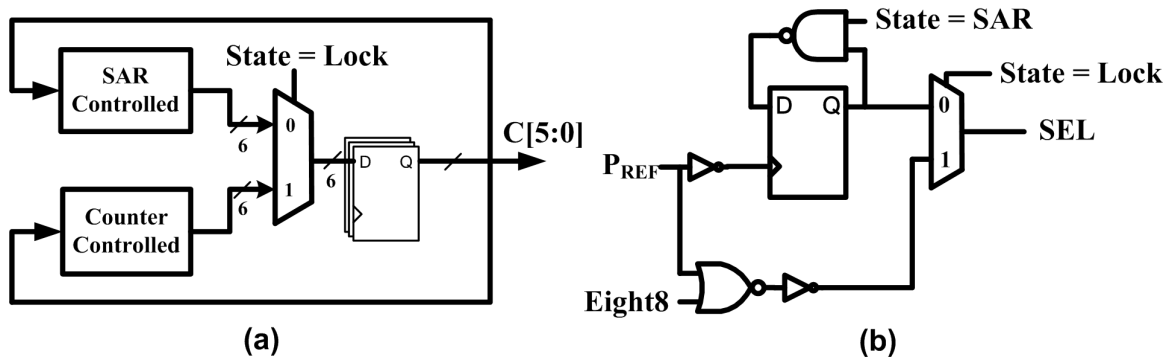 SAR
Controlled
State = Lock
0
1
6
6
6
D
Q
C[5:0]
Counter
Controlled
(a)
State = SAR
D
Q
0
1
State = Lock
SEL
PREF
Eight8
(b)